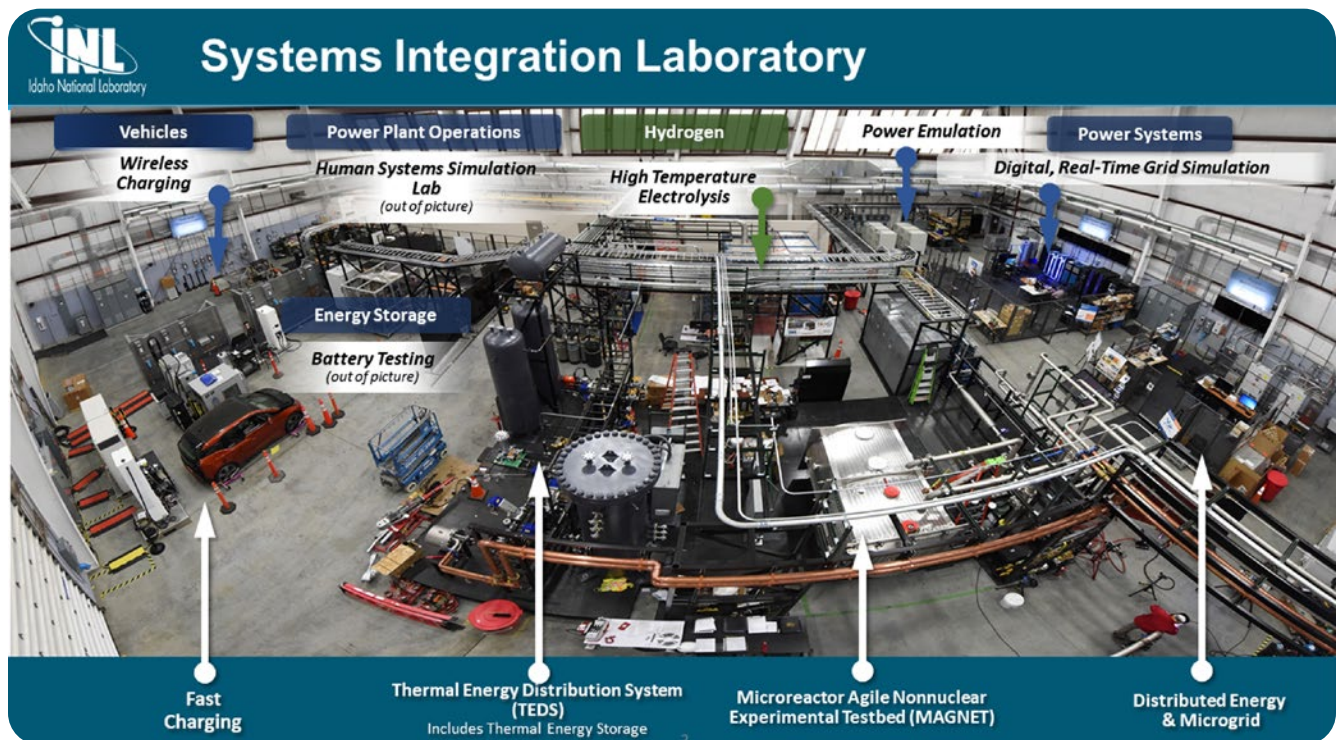 INL
Idaho National Laboratory
Systems Integration Laboratory
Vehicles
Wireless
Charging
Power Plant Operations
Human Systems Simulation
Lab
(out of picture)
Hydrogen
High Temperature
Electrolysis
Power Emulation
Power Systems
Digital, Real-Time Grid Simulation
Energy Storage
Battery Testing
(out of picture)
Fast
Charging
Thermal Energy Distribution System
(TEDS)
Includes Thermal Energy Storage
2
Microreactor Agile Nonnuclear
Experimental Testbed (MAGNET)
Distributed Energy
& Microgrid